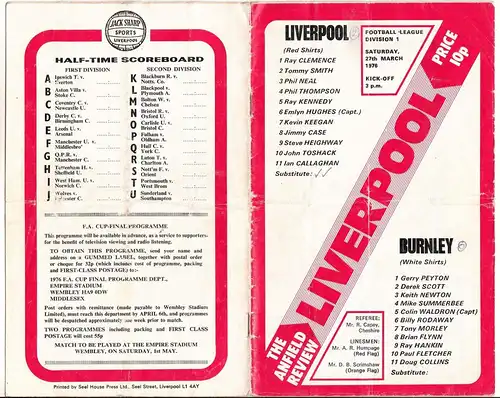 JACK SHARP
SPORTS
LIVERPOOL
HALF-TIME SCOREBOARD
FIRST DIVISION
A Ipswich T. v.
Everton
B Aston Villa v.
Stoke C.
C Coventry C. v.
Newcastle U.
D Derby C. v.
Birmingham C.
E Leeds U. v.
Arsenal
F Manchester U. v.
Middlesbro'
G Q.P.R. v.
Manchester C.
H Tottenham H. v.
Sheffield U.
I West Ham. U. v.
Norwich C.
J Wolves v.
Leicester C.
SECOND DIVISION
K Blackburn R. v.
Notts. Co.
L Blackpool v.
Plymouth A.
M Bolton W. v.
Chelsea
N Bristol R. v.
Oxford U.
O Carlisle U. v.
Bristol C.
P Fulham v.
Oldham A.
Q Hull C. v.
York C.
R Luton T. v.
Charlton A.
S Nott'm F. v.
Orient
T Portsmouth v.
West Brom
U Sunderland v.
Southampton
F.A. CUP-FINAL PROGRAMME
This programme will be available in advance, as a service to supporters-
for the benefit of television viewing and radio listening.
TO OBTAIN THIS PROGRAMME, send your name and
address on a GUMMED LABEL, together with postal order
or cheque for 32p (which includes cost of programme, packing
and FIRST-CLASS POSTAGE) to:
1976 F.A. CUP FINAL PROGRAMME DEPT.,
EMPIRE STADIUM
WEMBLEY HA9 0DW
MIDDLESEX
Post orders with remittances (made payable to Wembley Stadium
Limited), must reach this department by APRIL 6th, and programmes
will be despatched approximately one week prior to match.
TWO PROGRAMMES including packing and FIRST CLASS
POSTAGE will cost 55p
MATCH TO BE PLAYED AT THE EMPIRE STADIUM
WEMBLEY, ON SATURDAY, 1st MAY.
Printed by Seel House Press Ltd., Seel Street, Liverpool L1 4AY
LIVERPOOL
(Red Shirts)
1 Ray CLEMENCE
2 Tommy SMITH
3 Phil NEAL
4 Phil THOMPSON
5 Ray KENNEDY
6 Emlyn HUGHES (Capt.)
7 Kevin KEEGAN
8 Jimmy CASE
9 Steve HEIGHWAY
10 John TOSHACK
11 Ian CALLAGHAN
Substitute:
FOOTBALL LEAGUE
DIVISION 1
SATURDAY,
27th MARCH
1976
KICK-OFF
3 p.m.
PRICE
10p
LIVERPOOL
THE
ANFIELD
REVIEW
BURNLEY
(White Shirts)
1 Gerry PEYTON
2 Derek SCOTT
3 Keith NEWTON
4 Mike SUMMERBEE
5 Colin WALDRON (Capt)
6 Billy RODAWAY
7 Tony MORLEY
8 Brian FLYNN
9 Ray HANKIN
10 Paul FLETCHER
11 Doug COLLINS
Substitute:
REFEREE:
Mr. R. Capey,
Cheshire
LINESMEN:
Mr. A. R. Humpage
(Red Flag)
Mr. D. B. Scrimshaw
(Orange Flag)